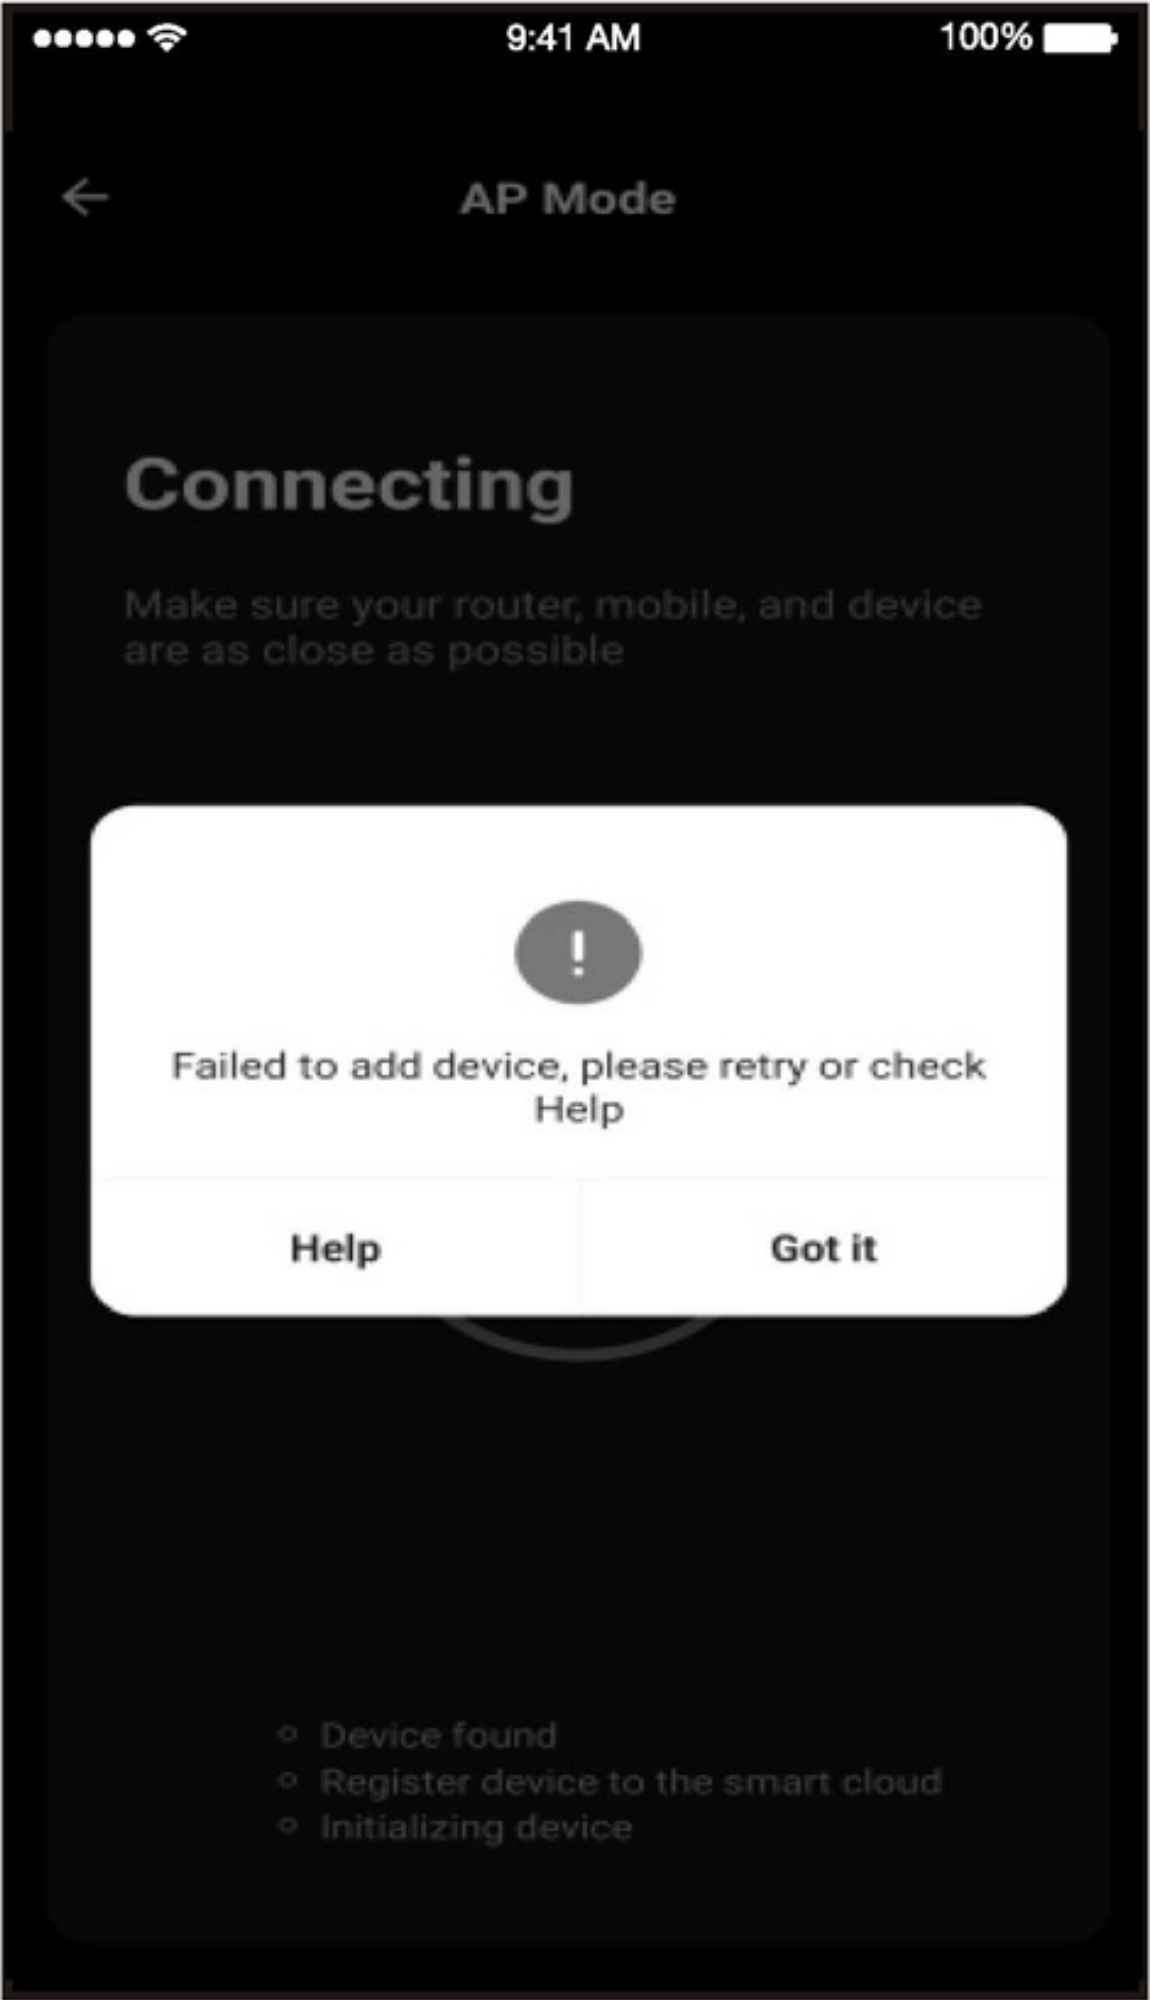 9:41 AM
100%
AP Mode
Connecting
Make sure your router, mobile, and device
are as close as possible
Failed to add device, please retry or check
Help
Help
Got it
Device found
Register device to the smart cloud
Initializing device